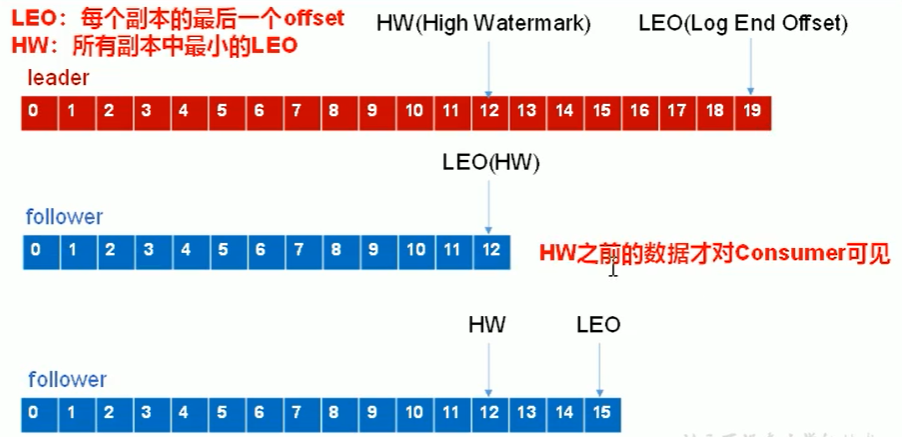 LEO：每个副本的最后一个offset
HW：所有副本中最小的LEO
HW(High Watermark)
LEO(Log End Offset)
leader
0 1 2 3 4 5 6 7 8 9 10 11 12 13 14 15 16 17 18 19
LEO(HW)
follower
0 1 2 3 4 5 6 7 8 9 10 11 12
HW之前的数据才对Consumer可见
HW
LEO
follower
0 1 2 3 4 5 6 7 8 9 10 11 12 13 14 15